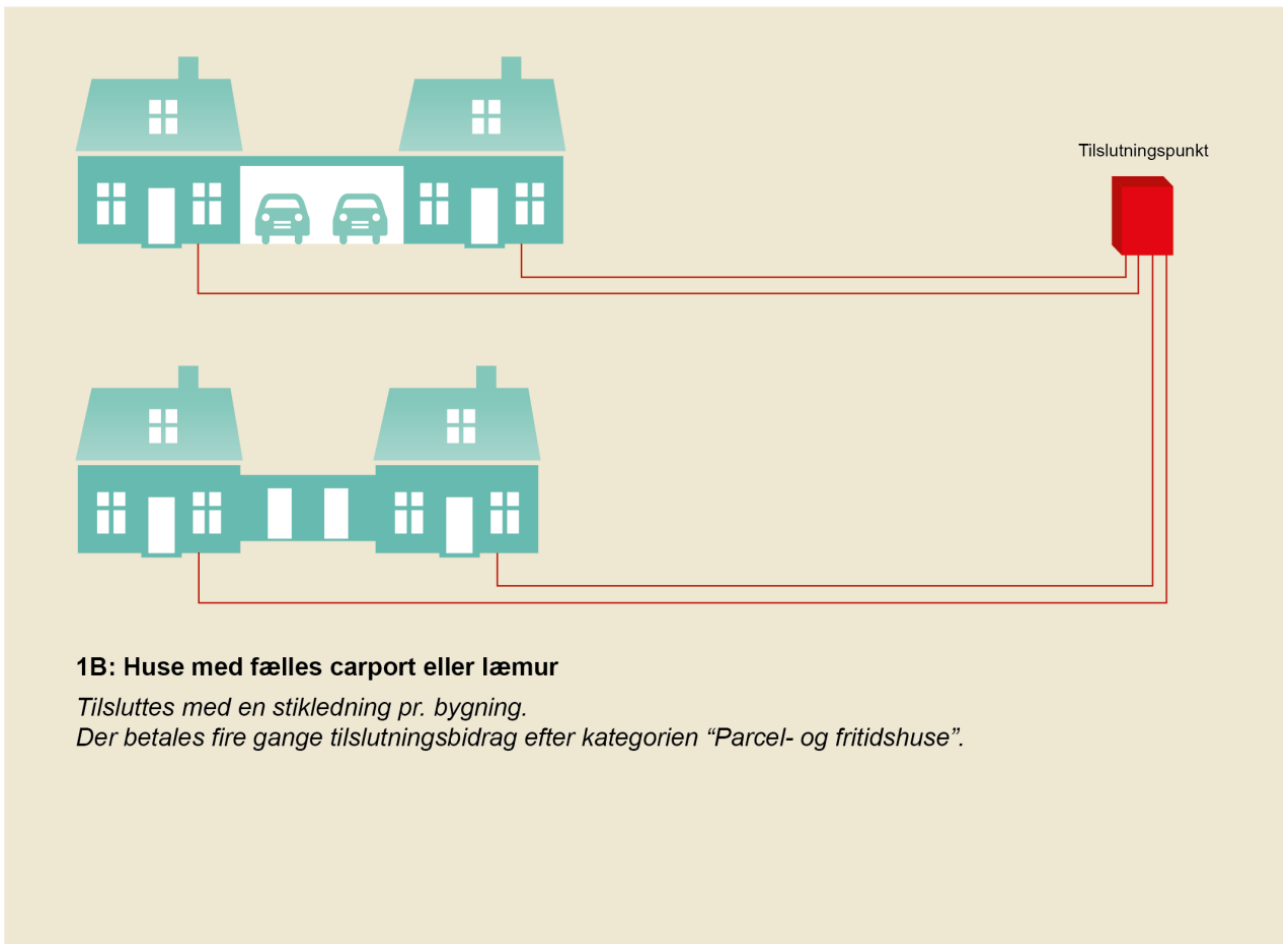 Tilslutningspunkt
1B: Huse med fælles carport eller læmur
Tilsluttes med en stikledning pr. bygning.
Der betales fire gange tilslutningsbidrag efter kategorien “Parcel- og fritidshuse”.